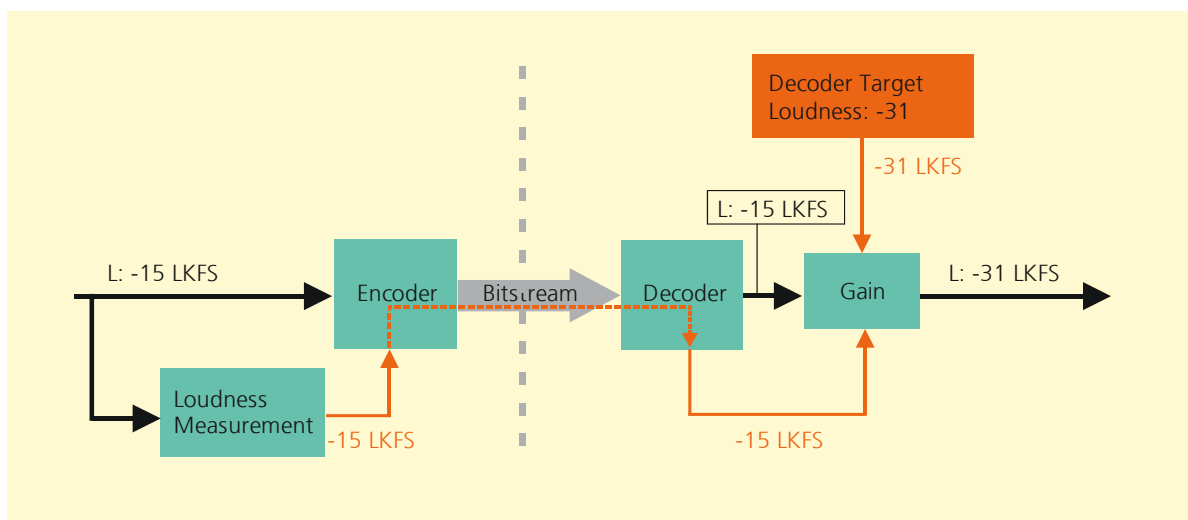 Decoder Target
Loudness: -31
-31 LKFS
L: -15 LKFS
L: -15 LKFS
Encoder
Bitstream
Decoder
Gain
L: -31 LKFS
Loudness
Measurement
-15 LKFS
-15 LKFS